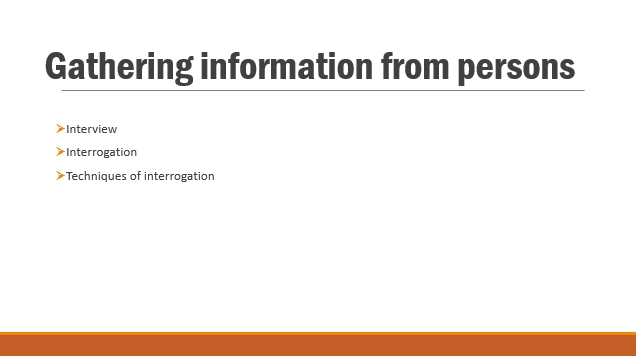 Gathering information from persons
Interview
Interrogation
Techniques of interrogation